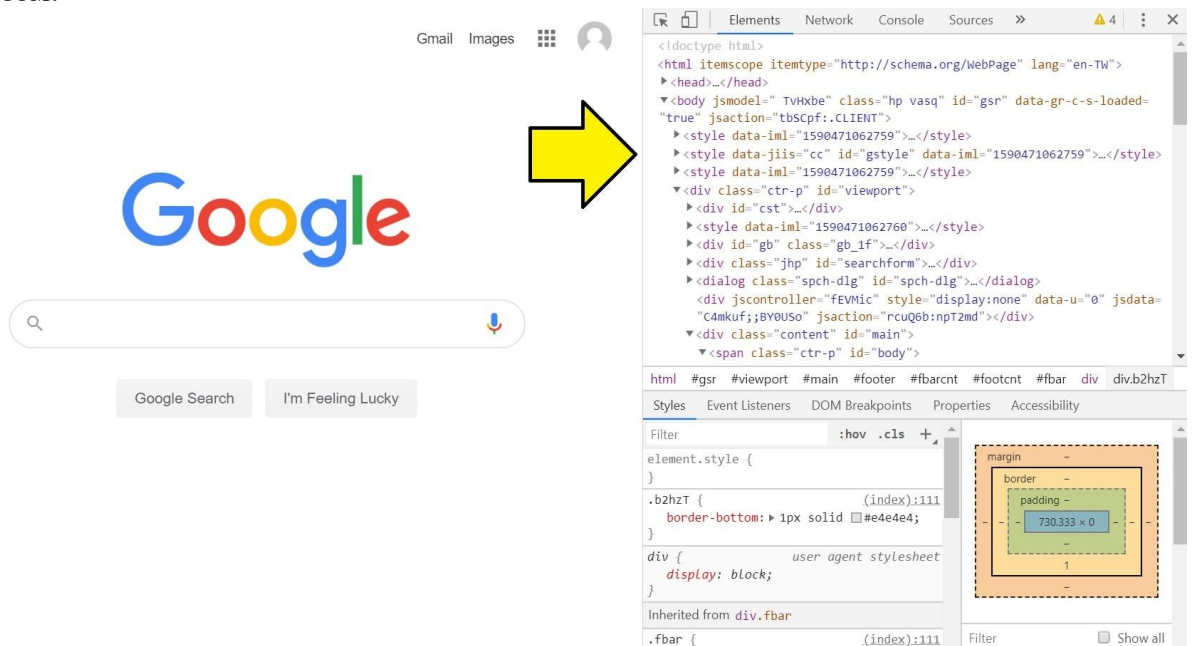 Gmail Images
Google
Google Search I'm Feeling Lucky
Elements Network Console Sources » 4
<!doctype html>
<html itemscope itemtype="http://schema.org/WebPage" lang="en-TW">
<head>…</head>
<body jsmodel=" TvHxbe" class="hp vasq" id="gsr" data-gr-c-s-loaded=
"true" jsaction="tbSCpf:.CLIENT">
<style data-iml="1590471062759">…</style>
<style data-jiis="cc" id="gstyle" data-iml="1590471062759">…</style>
<style data-iml="1590471062759">…</style>
<div class="ctr-p" id="viewport">
<div id="cst">…</div>
<style data-iml="1590471062760">…</style>
<div id="gb" class="gb_1f">…</div>
<div class="jhp" id="searchform">…</div>
<dialog class="spch-dlg" id="spch-dlg">…</dialog>
<div jscontroller="fEVMic" style="display:none" data-u="0" jsdata=
"C4mkuf;;BY0USo" jsaction="rcuQ6b:npT2md"></div>
<div class="content" id="main">
<span class="ctr-p" id="body">
html #gsr #viewport #main #footer #fbarcnt #footcnt #fbar div div.b2hzT
Styles Event Listeners DOM Breakpoints Properties Accessibility
Filter :hov .cls +
element.style {
}
.b2hzT { (index):111
border-bottom: 1px solid #e4e4e4;
}
div { user agent stylesheet
display: block;
}
Inherited from div.fbar
.fbar { (index):111
margin –
border –
padding –
– – – 730.333 × 0 – – –
–
1
–
Filter Show all